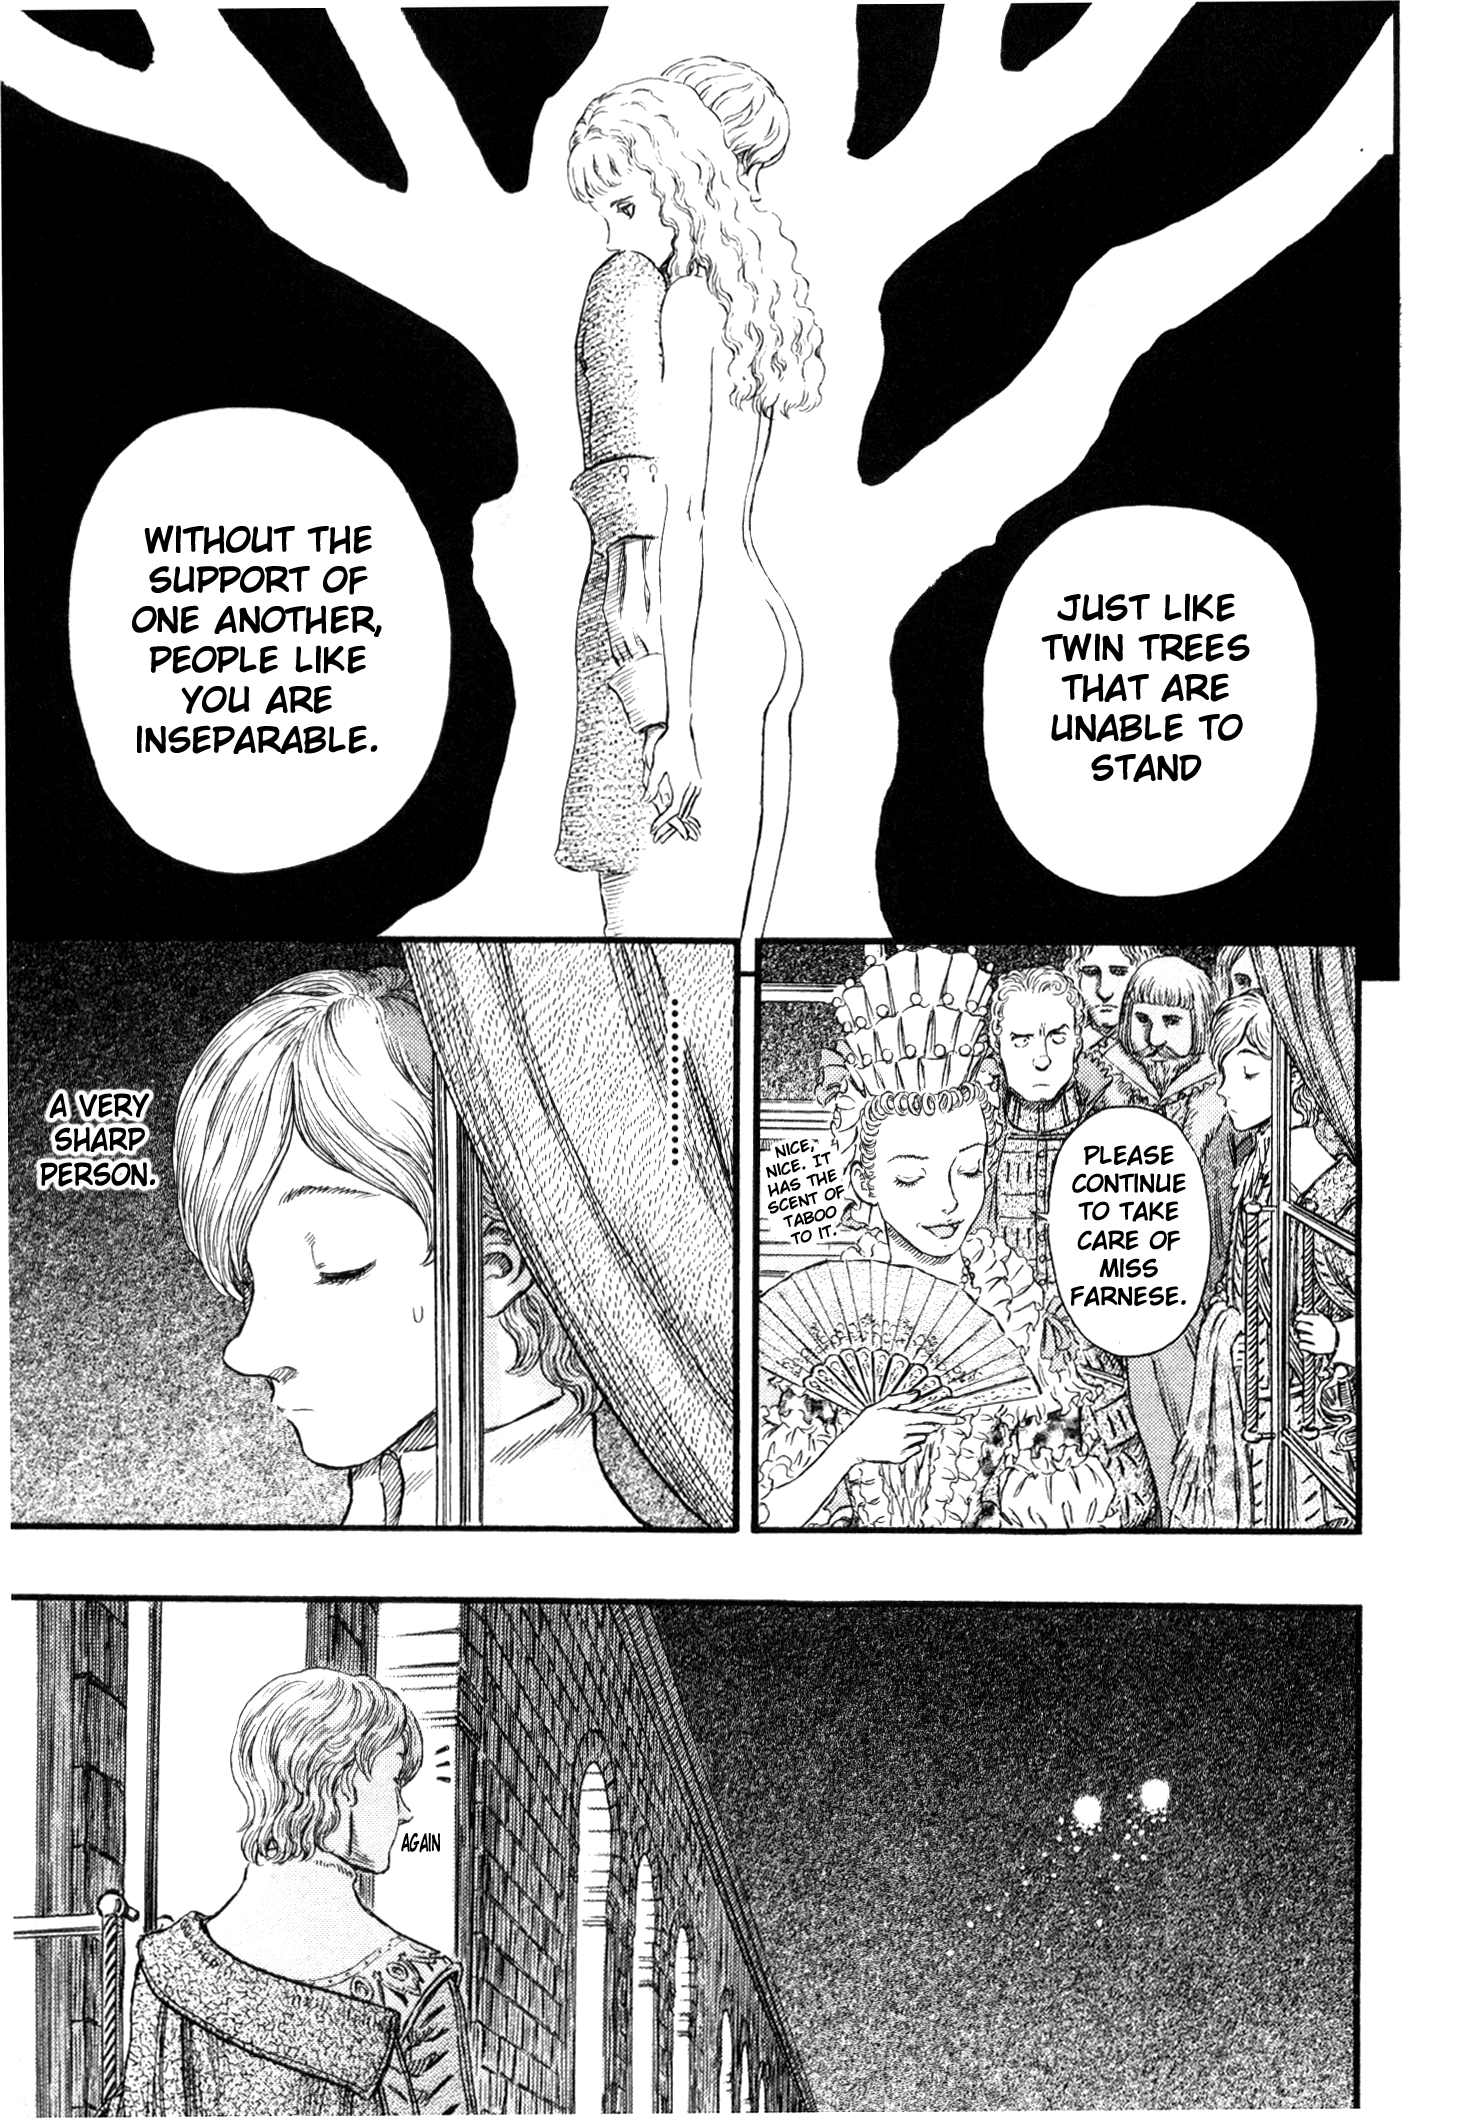 JUST LIKE
TWIN TREES
THAT ARE
UNABLE TO
STAND
WITHOUT THE
SUPPORT OF
ONE ANOTHER,
PEOPLE LIKE
YOU ARE
INSEPARABLE.
PLEASE
CONTINUE
TO TAKE
CARE OF
MISS
FARNESE.
NICE,
NICE. IT
HAS THE
SCENT OF
TABOO
TO IT.
.........
A VERY
SHARP
PERSON.
AGAIN